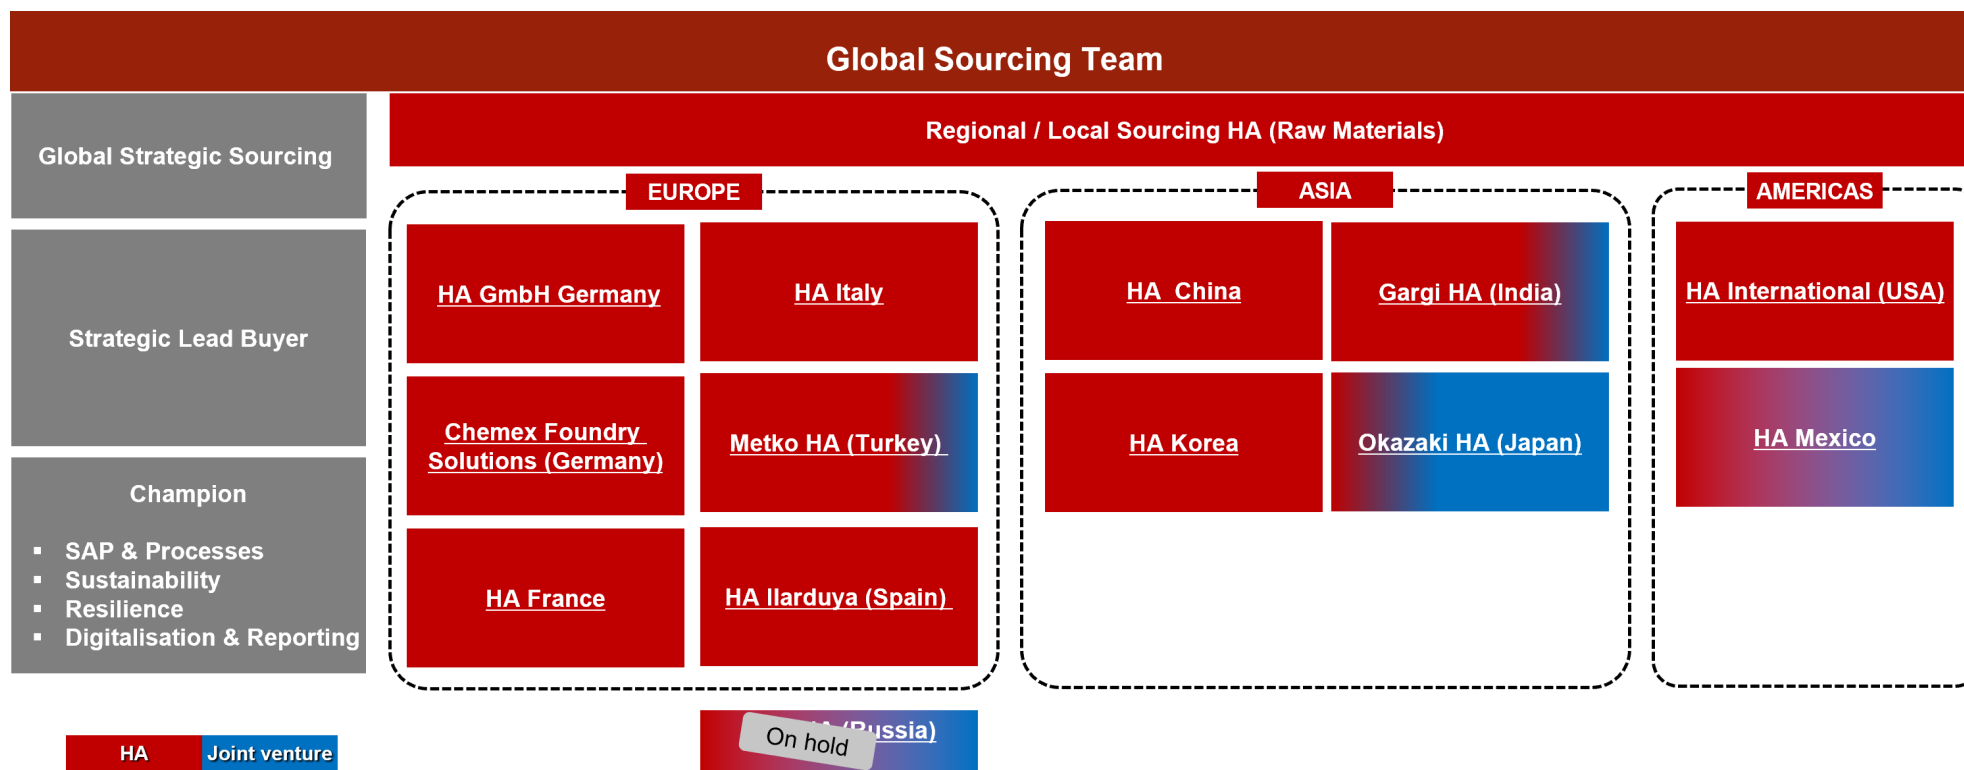 Global Sourcing Team
Global Strategic Sourcing
Regional / Local Sourcing HA (Raw Materials)
Strategic Lead Buyer
Champion
▪ SAP & Processes
▪ Sustainability
▪ Resilience
▪ Digitalisation & Reporting
EUROPE
HA GmbH Germany
HA Italy
Chemex Foundry
Solutions (Germany)
Metko HA (Turkey)
HA France
HA Ilarduya (Spain)
ASIA
HA China
Gargi HA (India)
HA Korea
Okazaki HA (Japan)
AMERICAS
HA International (USA)
HA Mexico
(Russia)
On hold
HA
Joint venture